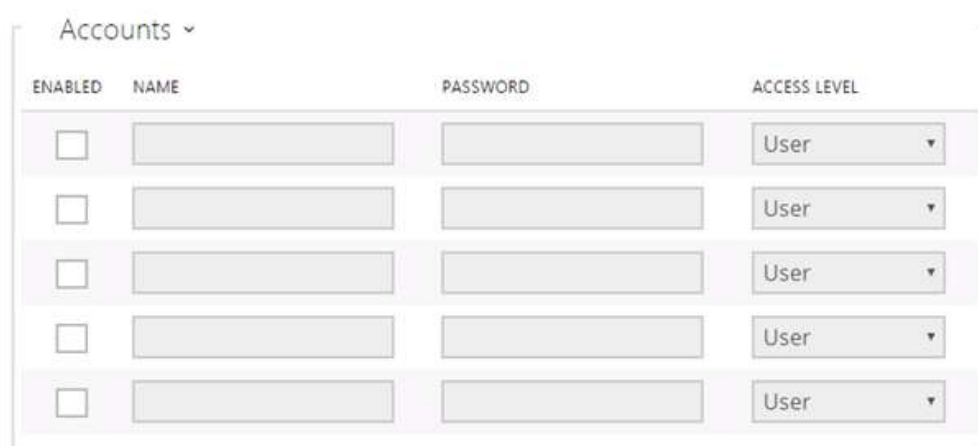 Accounts
ENABLED NAME PASSWORD ACCESS LEVEL
User
User
User
User
User